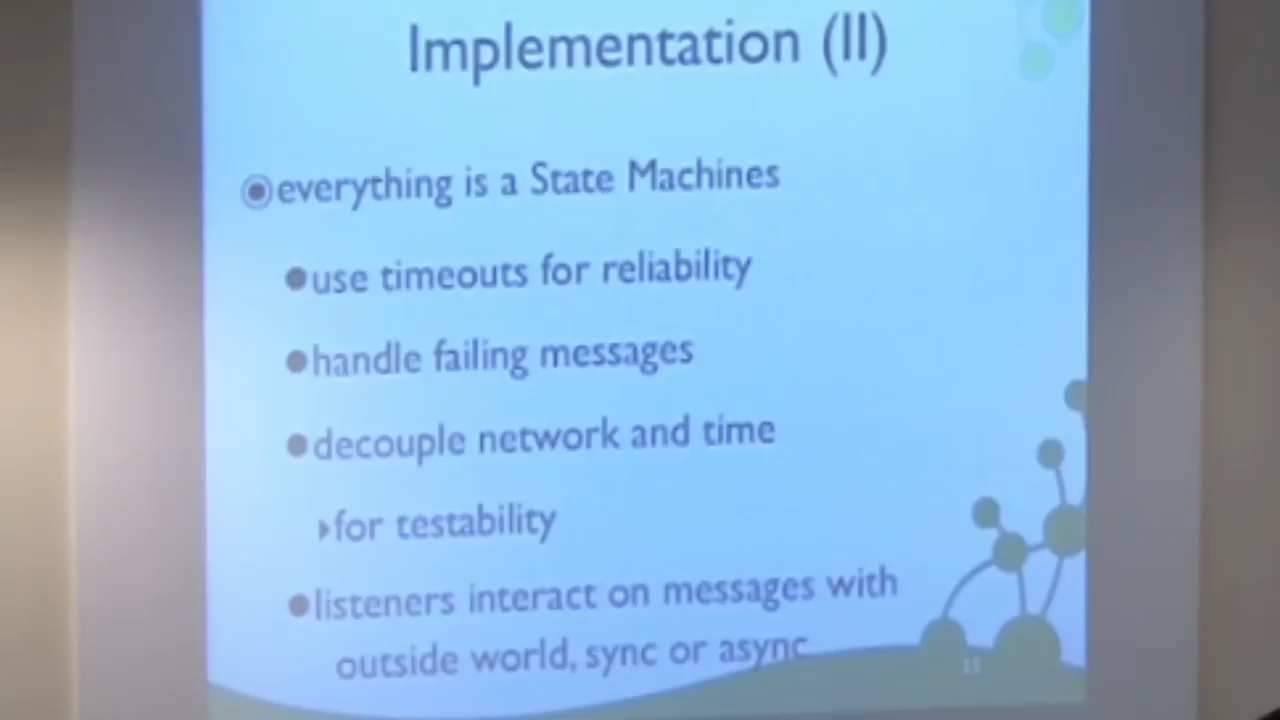 Implementation (II)
everything is a State Machines
use timeouts for reliability
handle failing messages
decouple network and time
for testability
listeners interact on messages with
outside world, sync or async